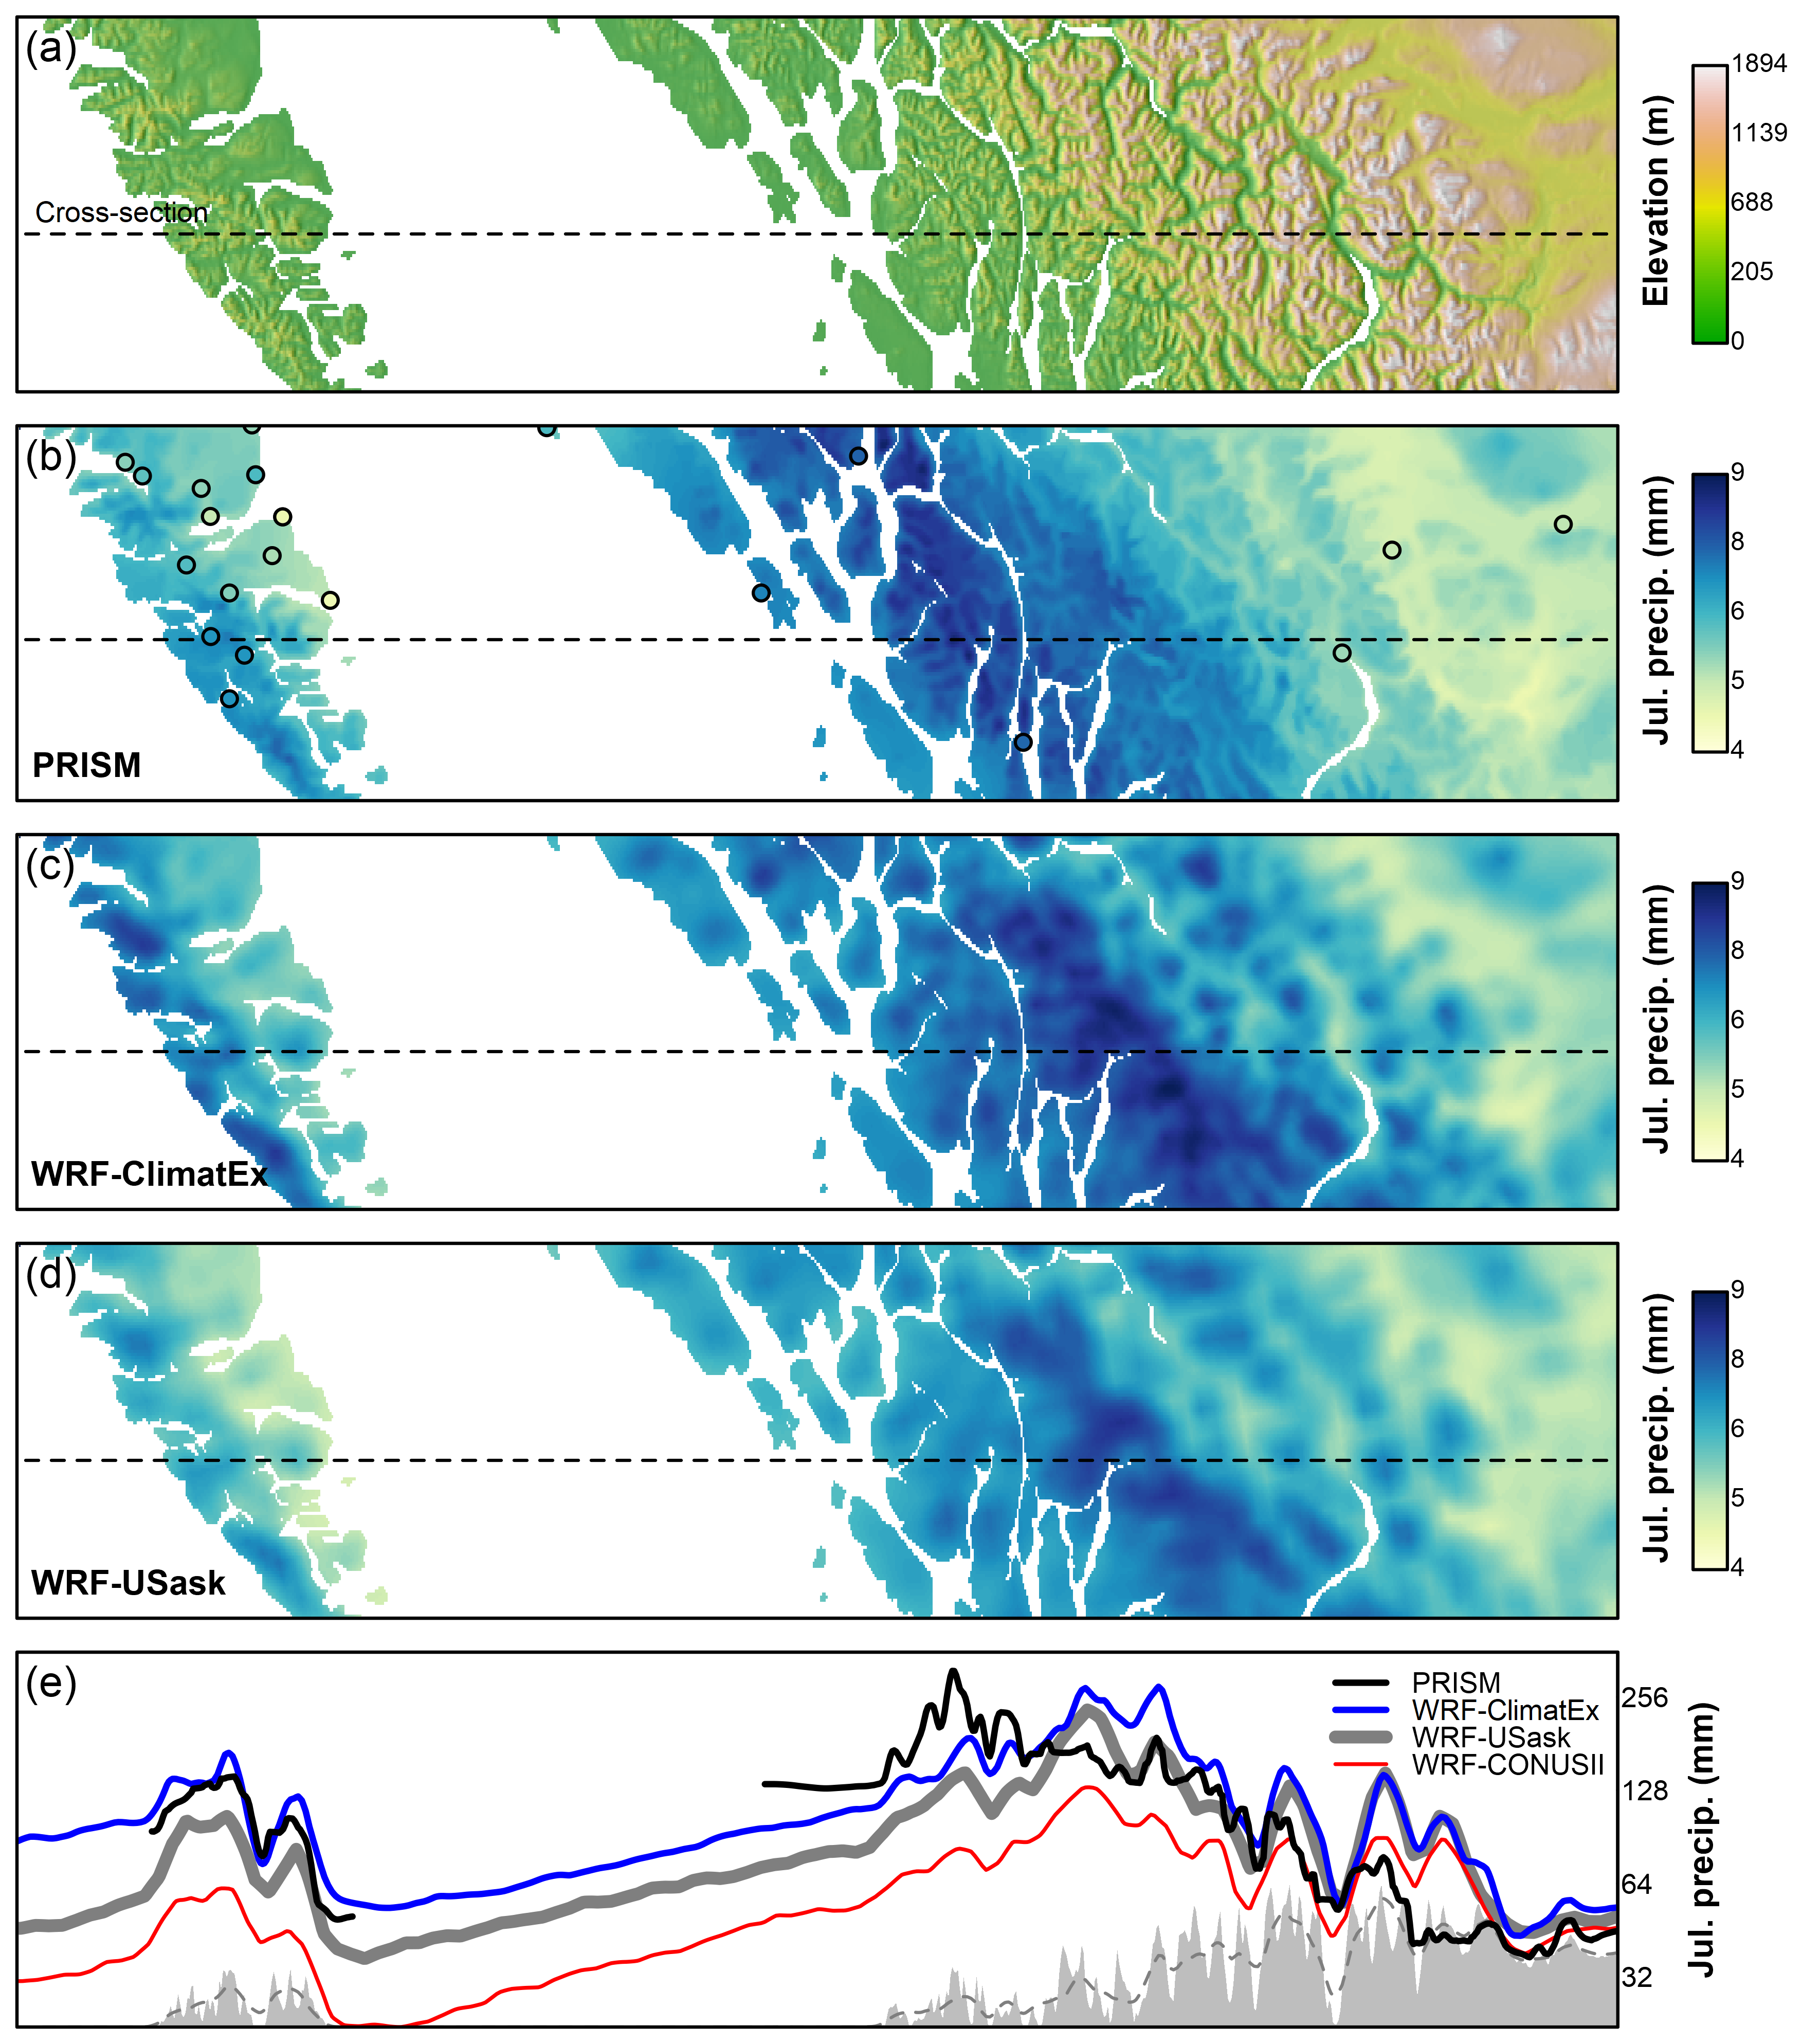 (a)
Cross-section
1894
1139
688
205
0
Elevation (m)
(b)
PRISM
9
8
6
5
4
Jul. precip. (mm)
(c)
WRF-ClimatEx
9
8
6
5
4
Jul. precip. (mm)
(d)
WRF-USask
9
8
6
5
4
Jul. precip. (mm)
(e)
PRISM
WRF-ClimatEx
WRF-USask
WRF-CONUSII
256
128
64
32
Jul. precip. (mm)